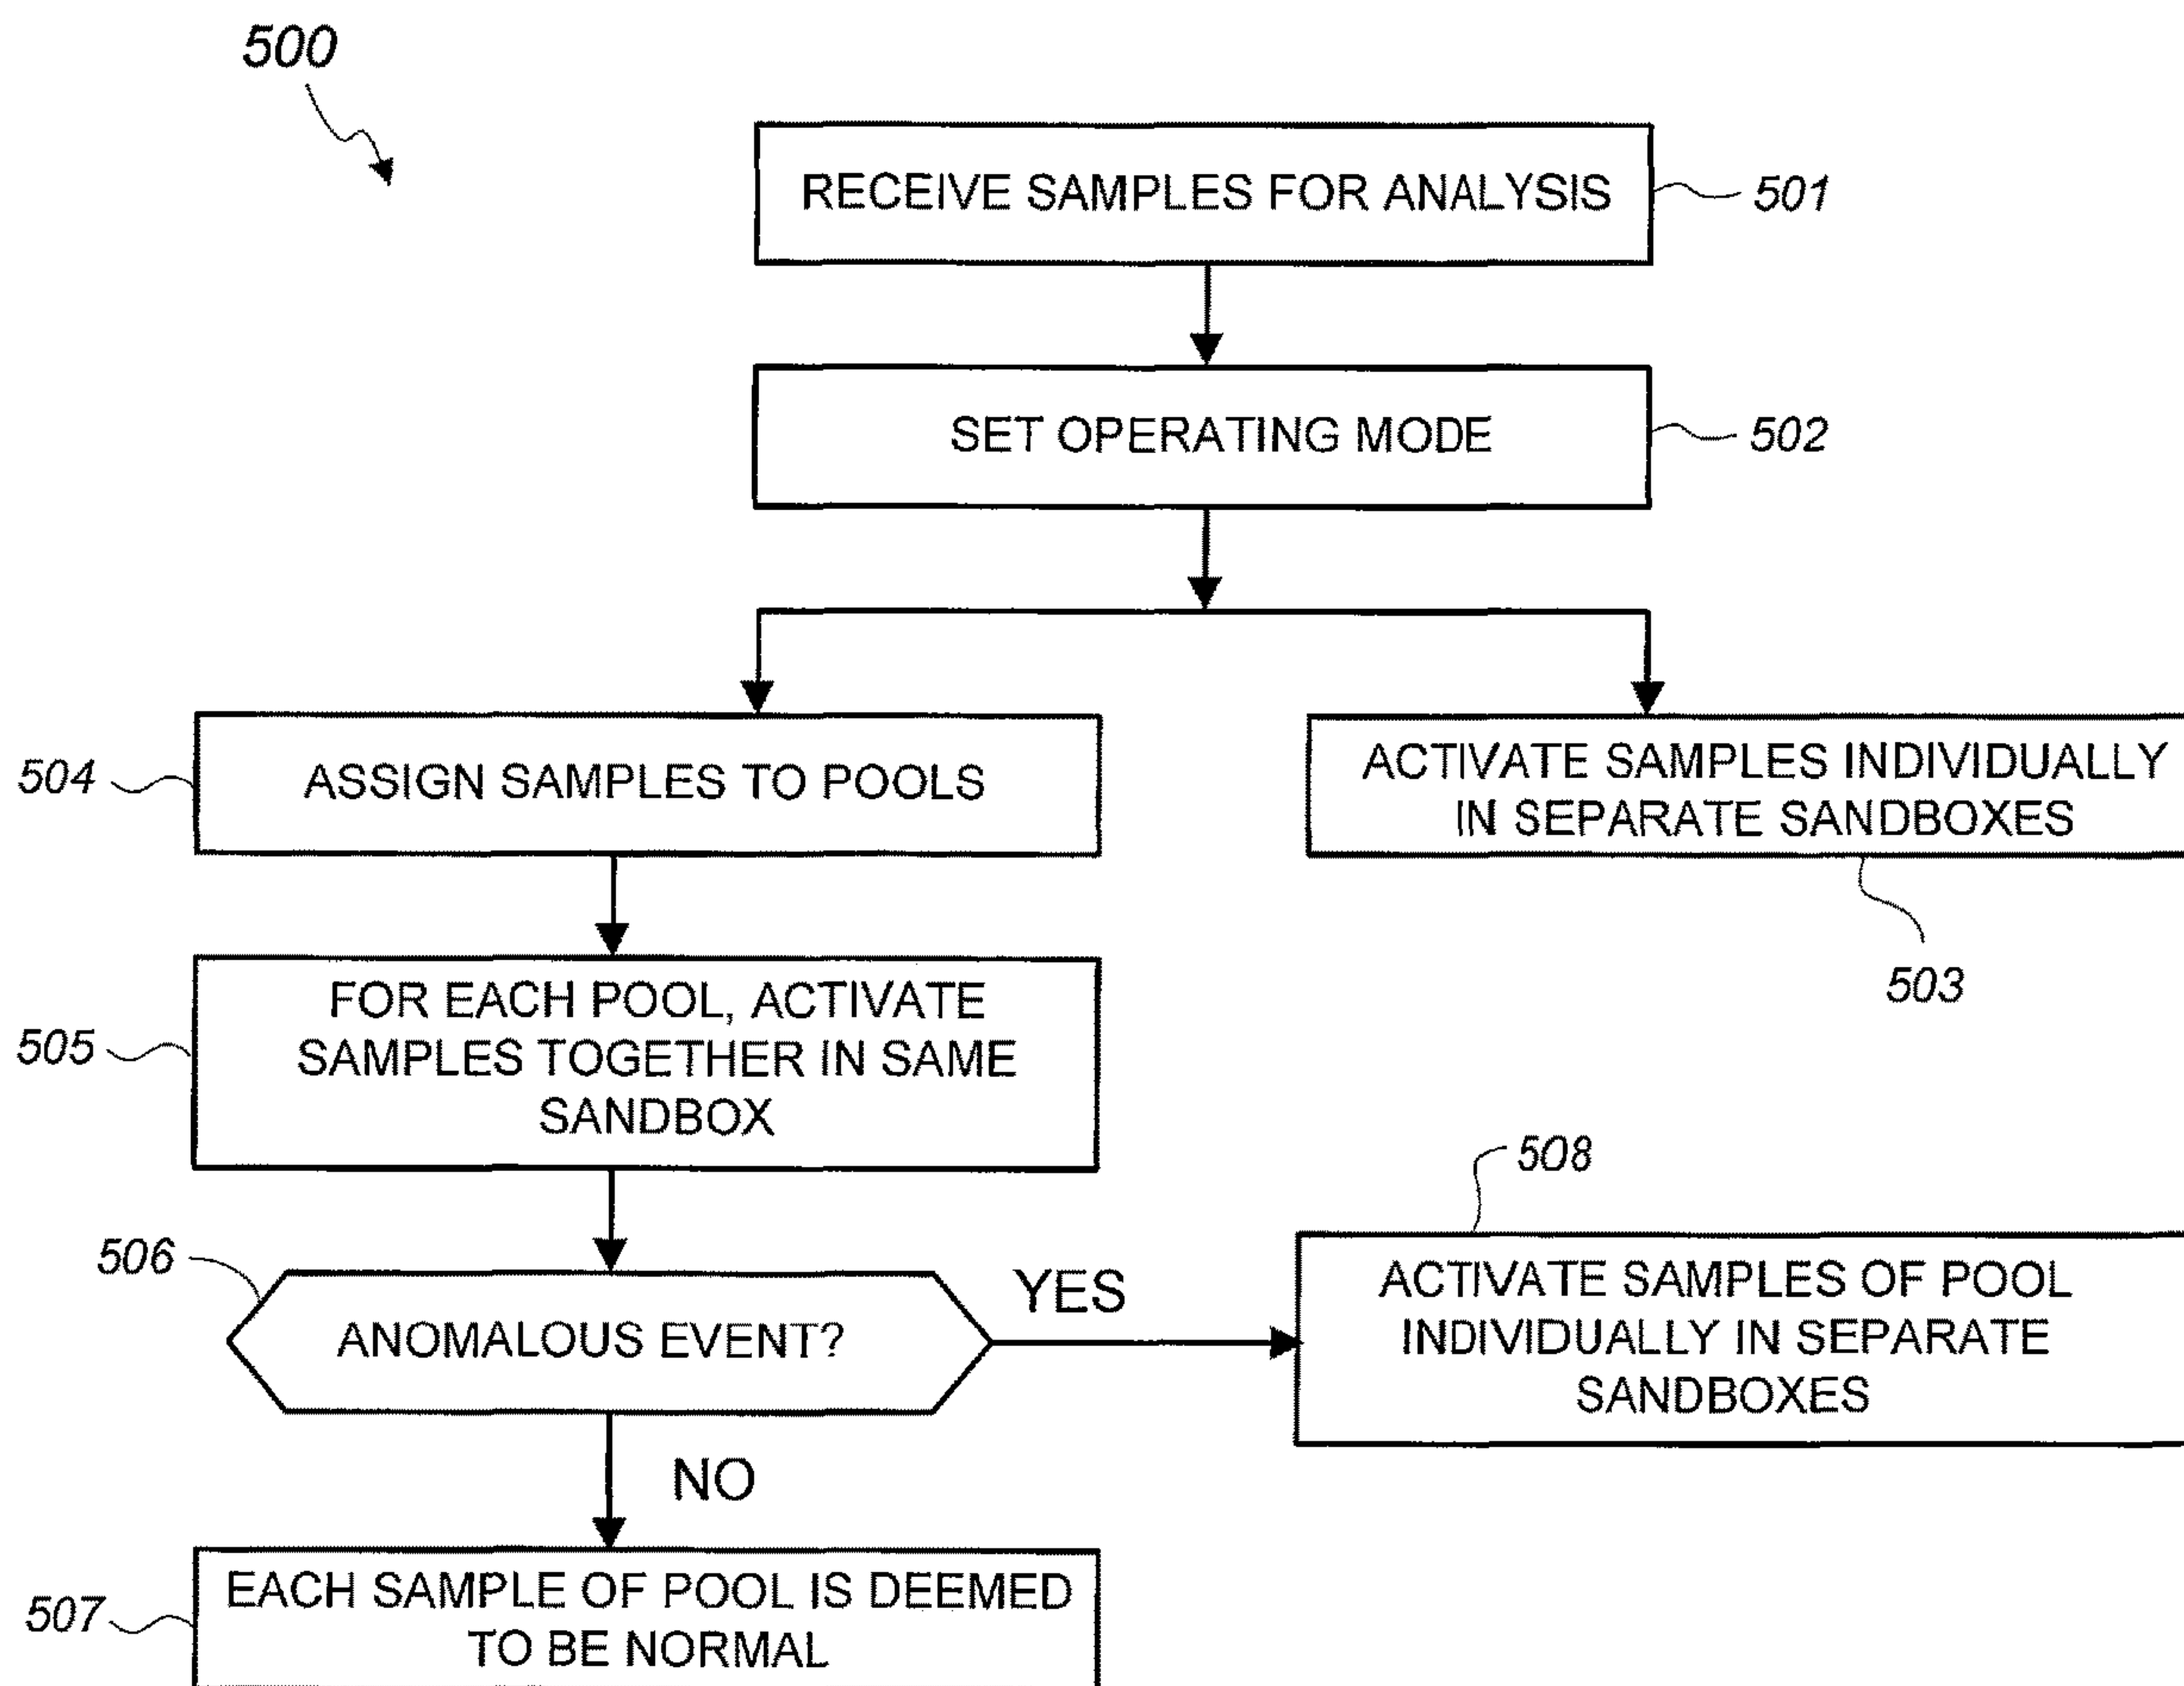 500
RECEIVE SAMPLES FOR ANALYSIS
501
SET OPERATING MODE
502
504
ASSIGN SAMPLES TO POOLS
ACTIVATE SAMPLES INDIVIDUALLY
IN SEPARATE SANDBOXES
503
505
FOR EACH POOL, ACTIVATE
SAMPLES TOGETHER IN SAME
SANDBOX
506
ANOMALOUS EVENT?
YES
508
ACTIVATE SAMPLES OF POOL
INDIVIDUALLY IN SEPARATE
SANDBOXES
NO
507
EACH SAMPLE OF POOL IS DEEMED
TO BE NORMAL